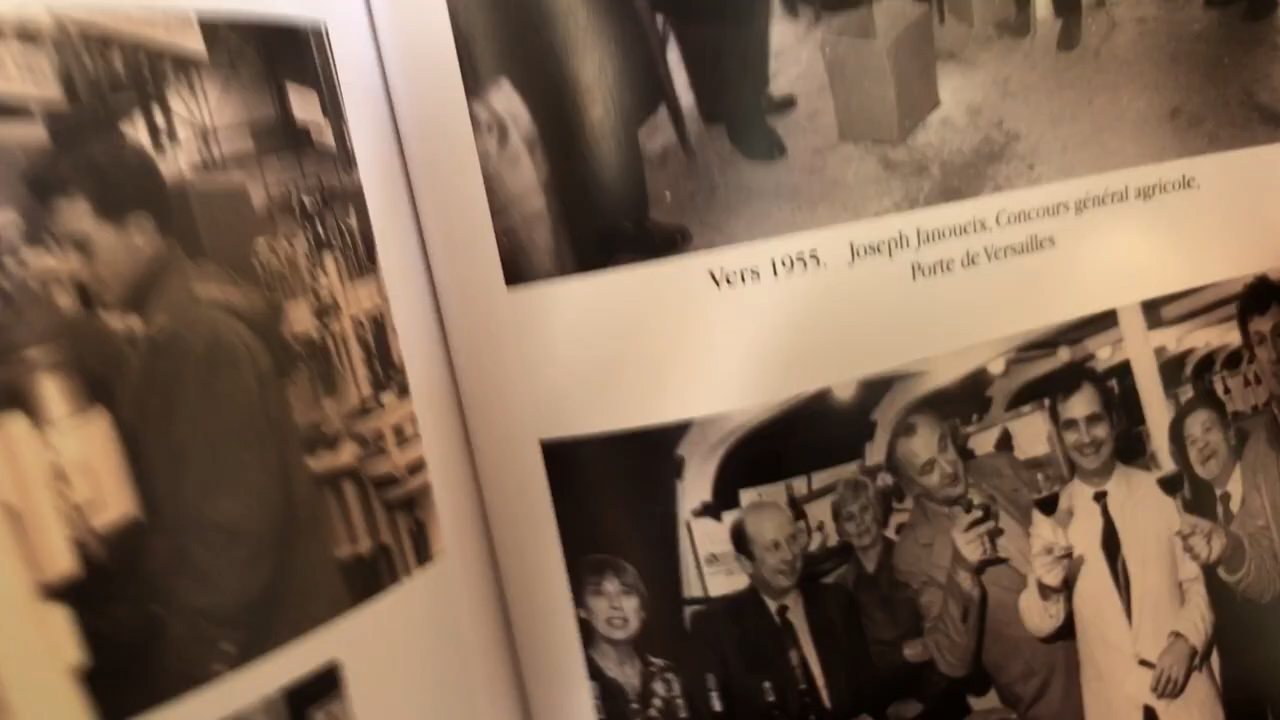 Vers 1955. Joseph Janoueix, Concours général agricole,
Porte de Versailles